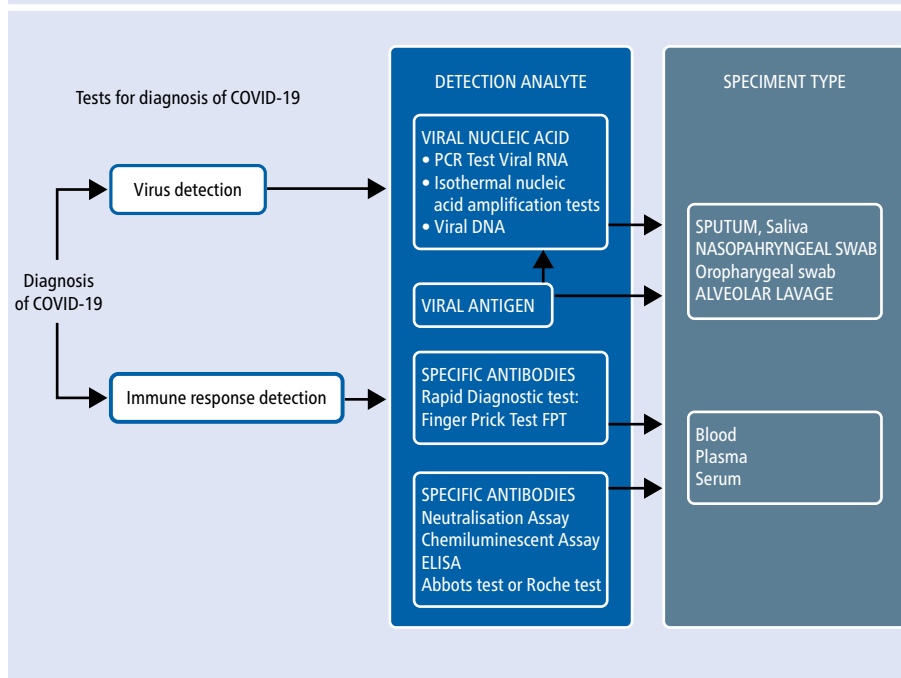 Tests for diagnosis of COVID-19
Diagnosis
of COVID-19
Virus detection
Immune response detection
DETECTION ANALYTE
VIRAL NUCLEIC ACID
• PCR Test Viral RNA
• Isothermal nucleic
acid amplification tests
• Viral DNA
VIRAL ANTIGEN
SPECIFIC ANTIBODIES
Rapid Diagnostic test:
Finger Prick Test FPT
SPECIFIC ANTIBODIES
Neutralisation Assay
Chemiluminescent Assay
ELISA
Abbots test or Roche test
SPECIMENT TYPE
SPUTUM, Saliva
NASOPAHRYNGEAL SWAB
Oropharygeal swab
ALVEOLAR LAVAGE
Blood
Plasma
Serum